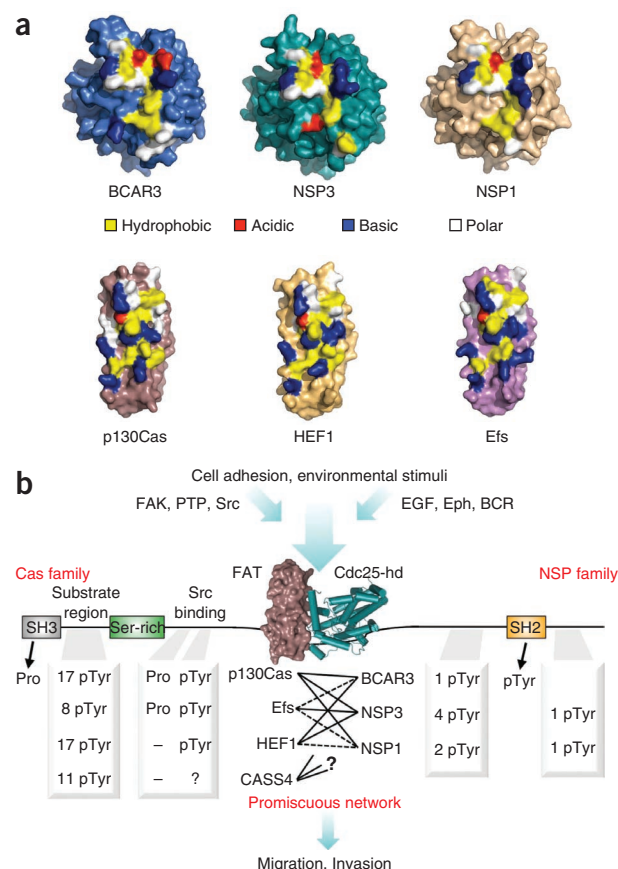 a
BCAR3 NSP3 NSP1
Hydrophobic Acidic Basic Polar
p130Cas HEF1 Efs
b
Cell adhesion, environmental stimuli
FAK, PTP, Src EGF, Eph, BCR
Cas family FAT Cdc25-hd NSP family
Substrate region
Src binding
SH3 Ser-rich SH2
Pro 17 pTyr Pro pTyr p130Cas BCAR3 1 pTyr pTyr
8 pTyr Pro pTyr Efs NSP3 4 pTyr 1 pTyr
17 pTyr – pTyr HEF1 NSP1 2 pTyr 1 pTyr
11 pTyr – ? CASS4 ?
Promiscuous network
Migration, Invasion